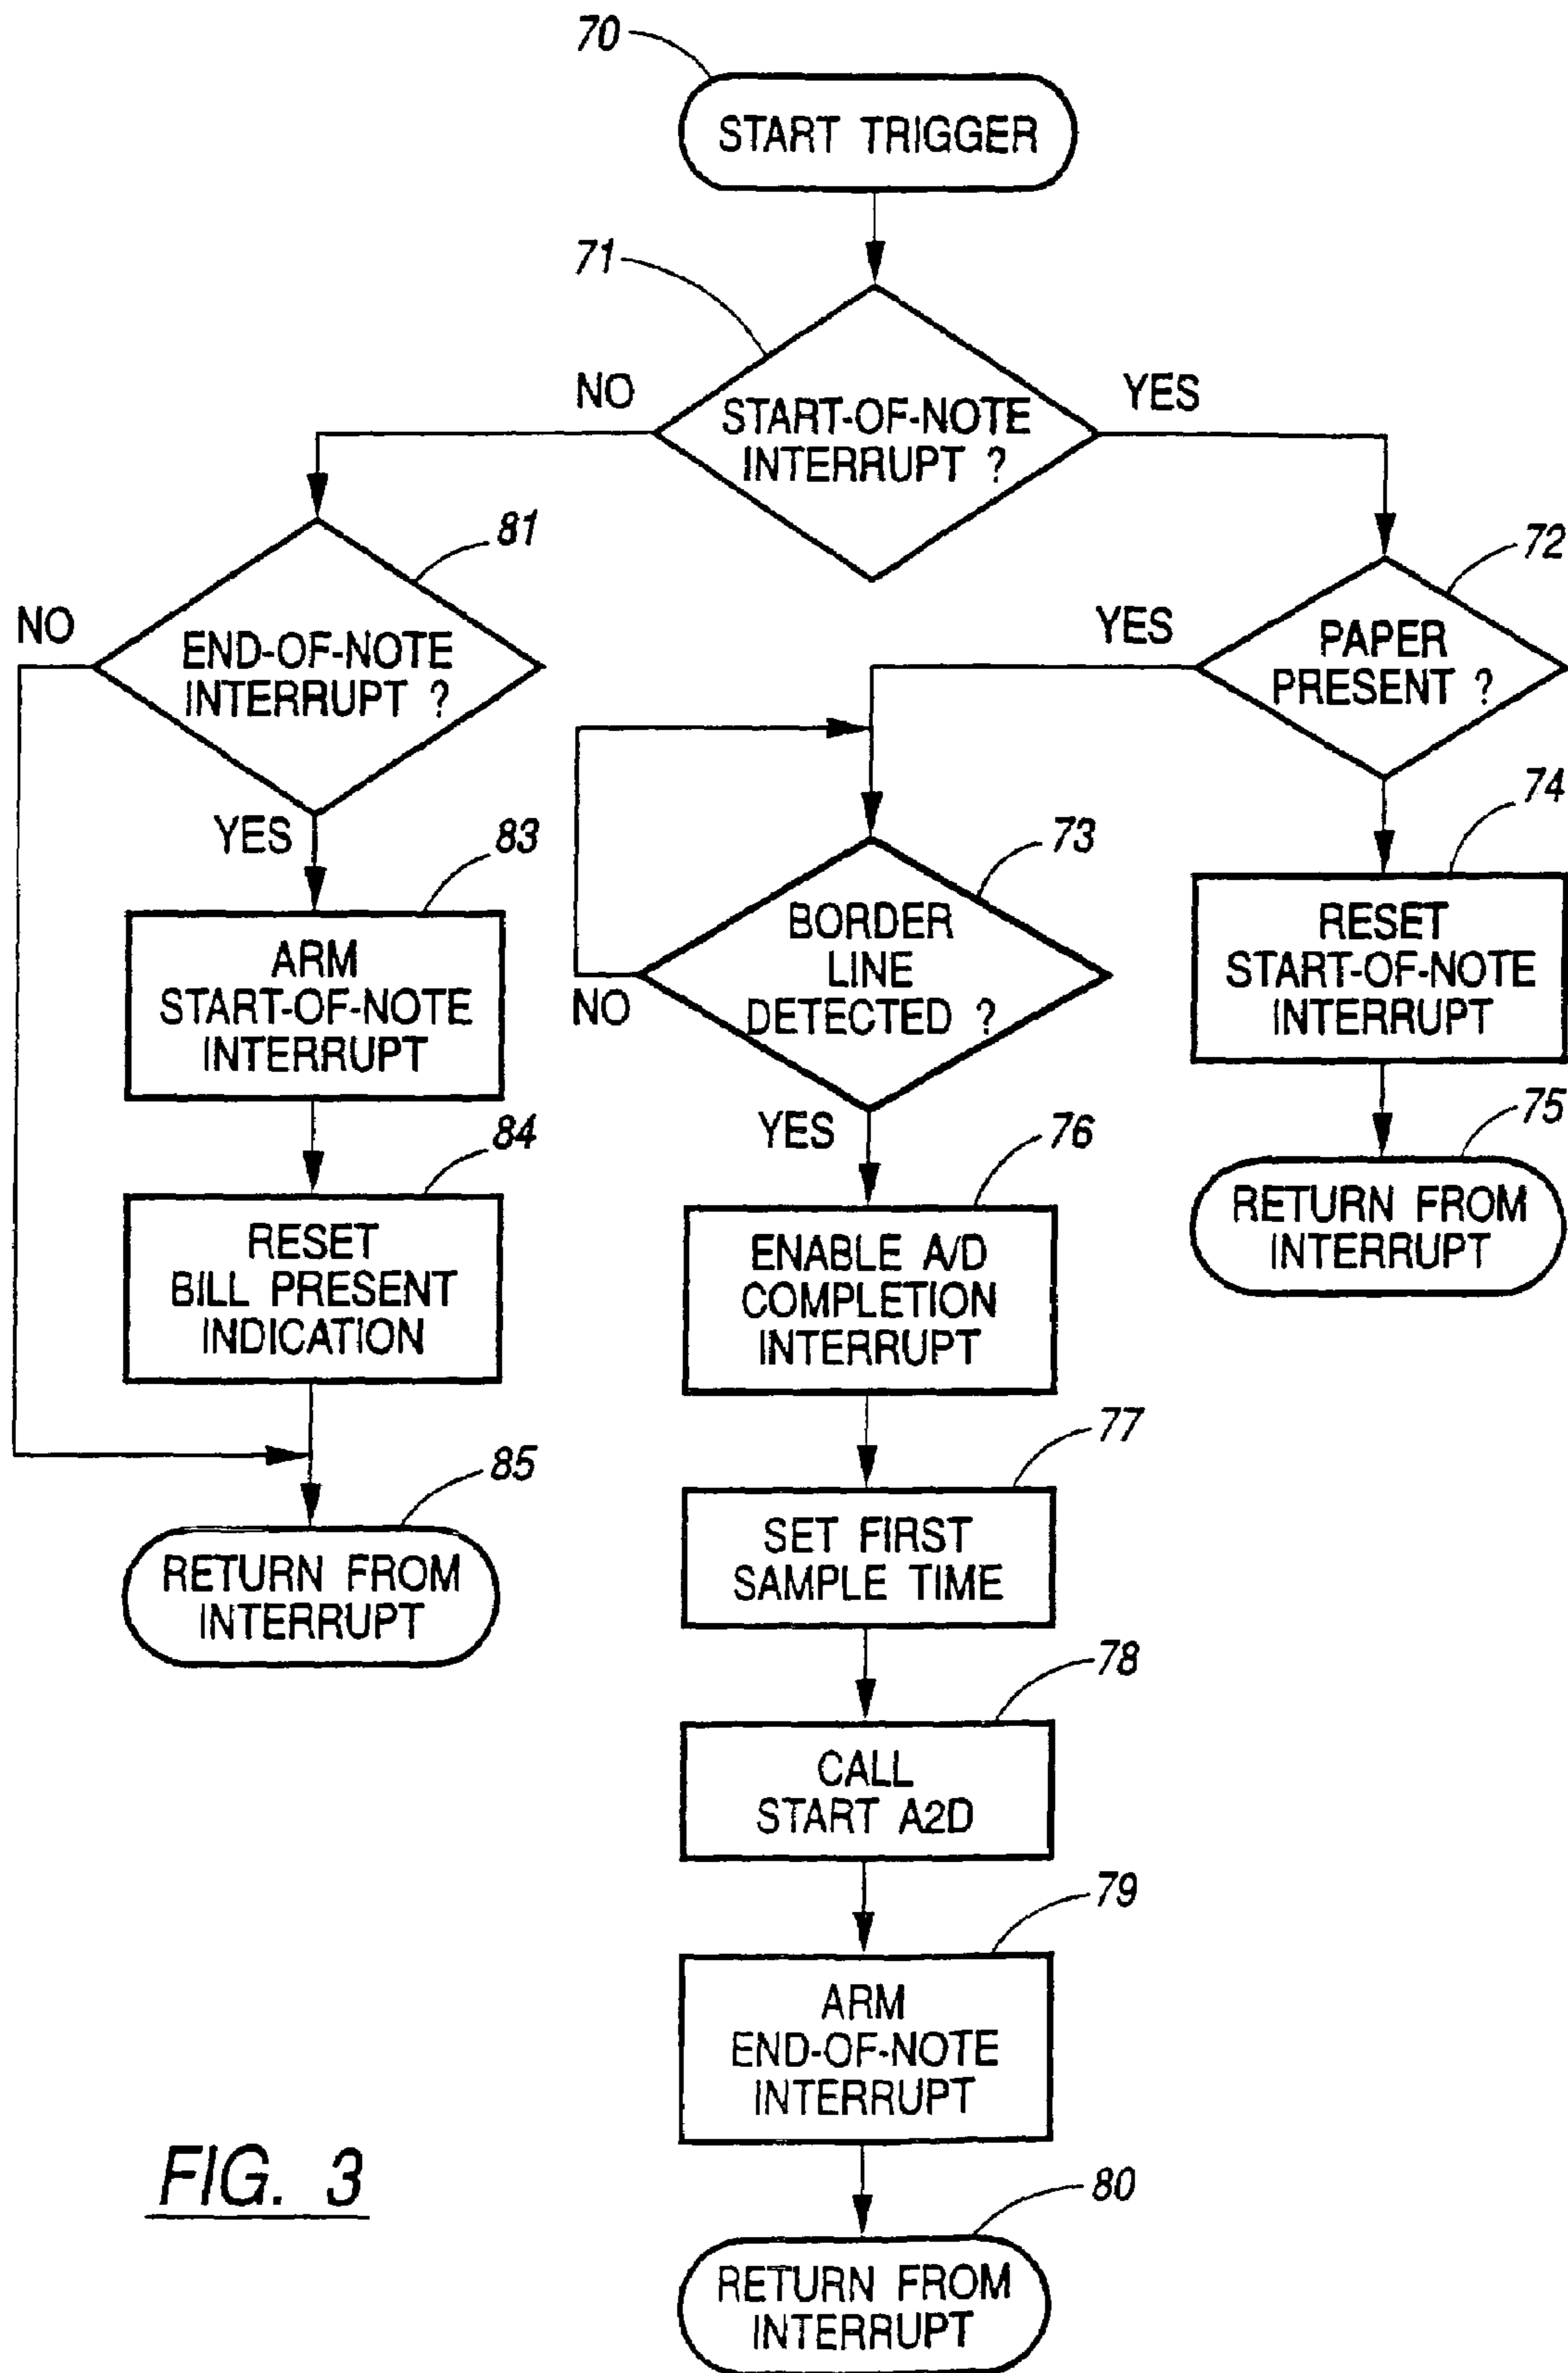 70
START TRIGGER
71
NO
START-OF-NOTE
INTERRUPT ?
YES
81
72
NO
END-OF-NOTE
INTERRUPT ?
YES
PAPER
PRESENT ?
YES
83
73
74
ARM
START-OF-NOTE
INTERRUPT
BORDER
LINE
DETECTED ?
NO
RESET
START-OF-NOTE
INTERRUPT
84
YES
76
75
RESET
BILL PRESENT
INDICATION
ENABLE A/D
COMPLETION
INTERRUPT
RETURN FROM
INTERRUPT
85
77
RETURN FROM
INTERRUPT
SET FIRST
SAMPLE TIME
78
CALL
START A2D
79
ARM
END-OF-NOTE
INTERRUPT
FIG. 3
80
RETURN FROM
INTERRUPT